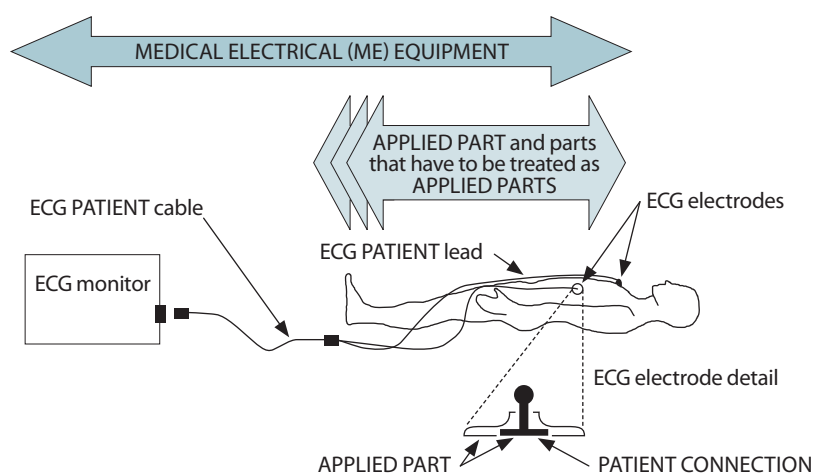 MEDICAL ELECTRICAL (ME) EQUIPMENT
APPLIED PART and parts
that have to be treated as
APPLIED PARTS
ECG PATIENT cable
ECG electrodes
ECG PATIENT lead
ECG monitor
ECG electrode detail
APPLIED PART
PATIENT CONNECTION